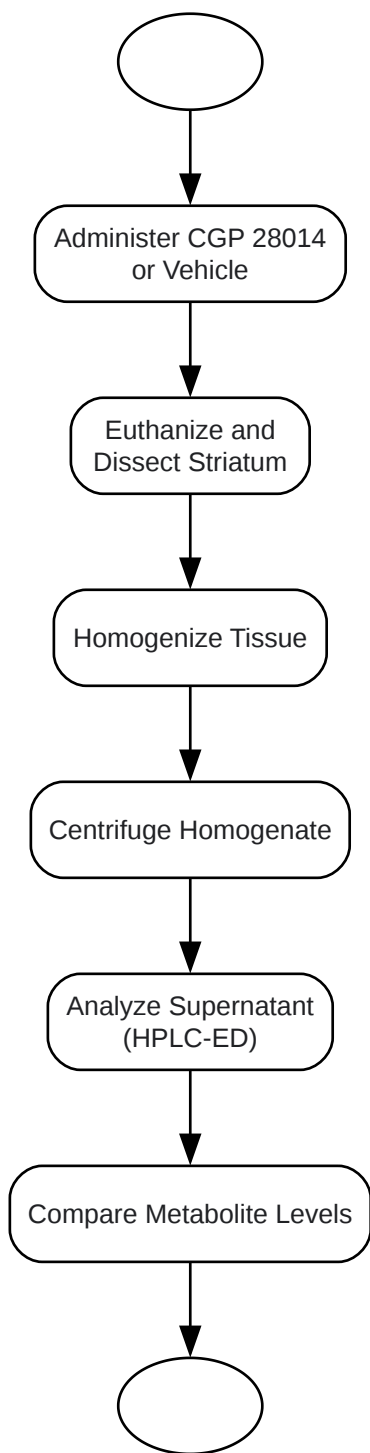 Administer CGP 28014
or Vehicle
Euthanize and
Dissect Striatum
Homogenize Tissue
Centrifuge Homogenate
Analyze Supernatant
(HPLC-ED)
Compare Metabolite Levels